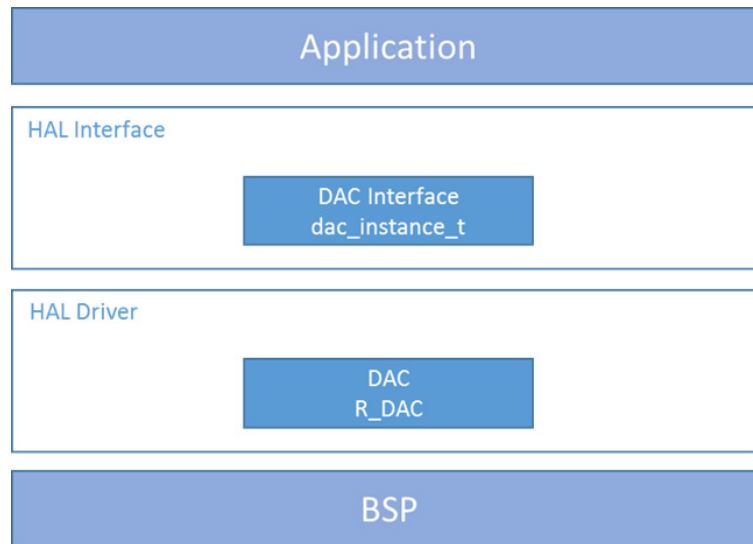 Application
HAL Interface
DAC Interface
dac_instance_t
HAL Driver
DAC
R_DAC
BSP